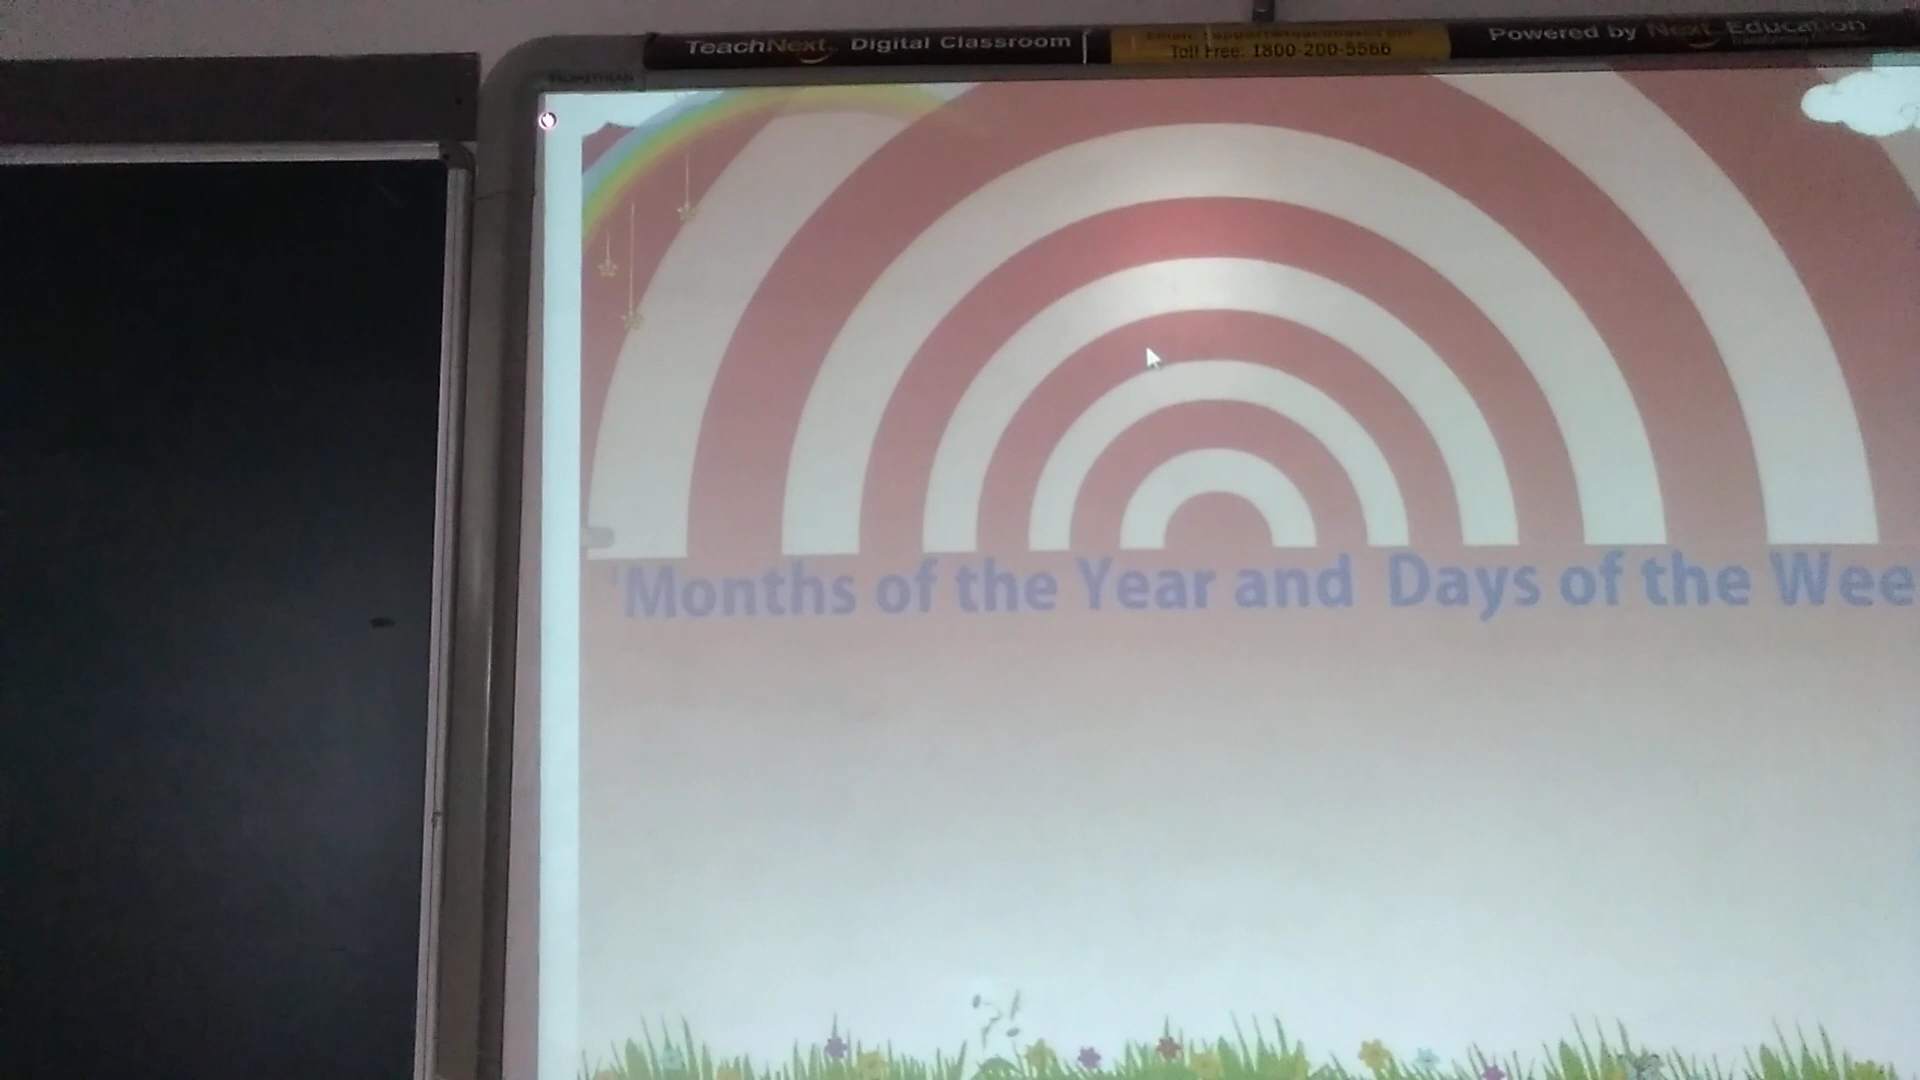 TeachNext Digital Classroom
Toll Free: 1800-200-5566
Powered by Next Education
PROMETHEAN
'Months of the Year and Days of the Wee